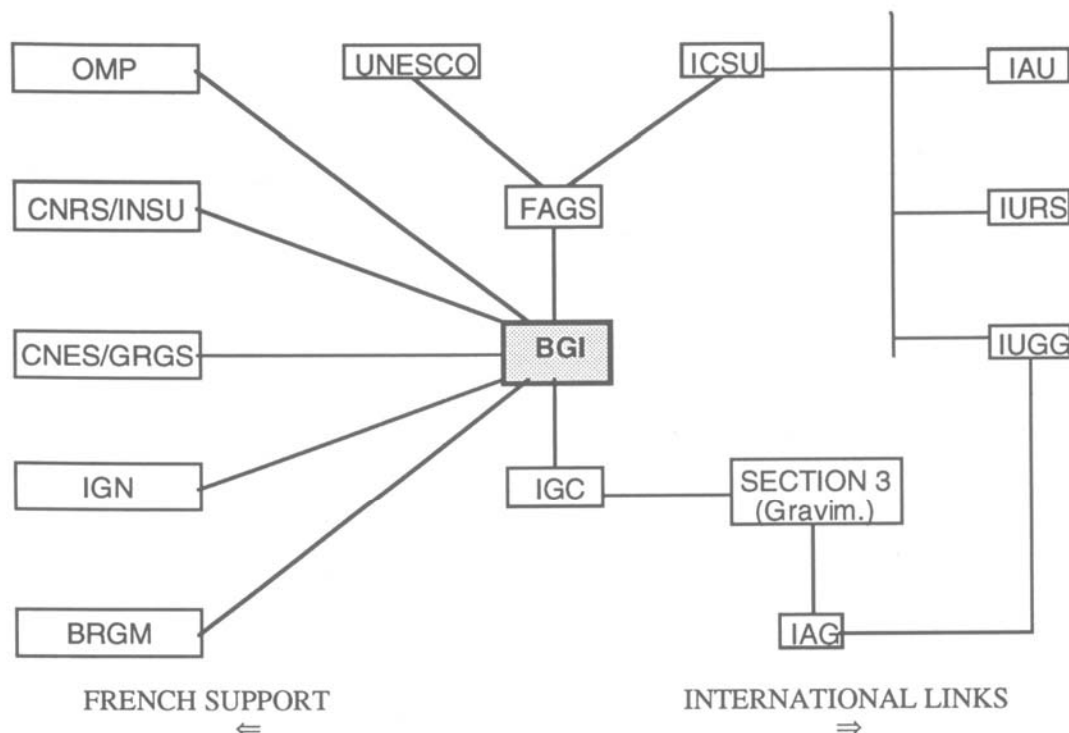 OMP
UNESCO
ICSU
IAU
CNRS/INSU
FAGS
IURS
CNES/GRGS
BGI
IUGG
IGN
IGC
SECTION 3
(Gravim.)
BRGM
IAG
FRENCH SUPPORT
⇐
INTERNATIONAL LINKS
⇒